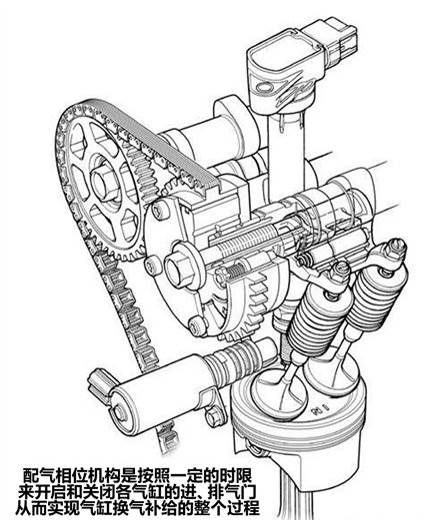 配气相位机构是按照一定的时限
来开启和关闭各气缸的进、排气门
从而实现气缸换气补给的整个过程